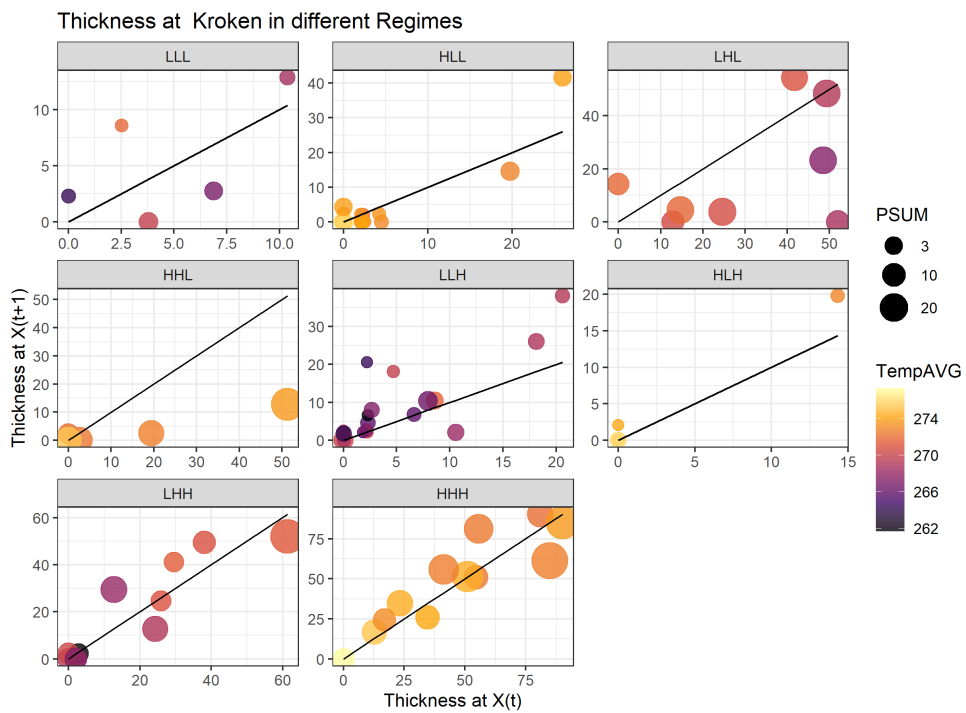 Thickness at  Kroken in different Regimes
LLL
HLL
LHL
10
5
0
0.0 2.5 5.0 7.5 10.0
40
30
20
10
0
0 10 20
40
20
0
0 10 20 30 40 50
HHL
LLH
HLH
50
40
30
20
10
0
0 10 20 30 40 50
30
20
10
0
0 5 10 15 20
20
15
10
5
0
0 5 10 15
LHH
HHH
60
40
20
0
0 20 40 60
75
50
25
0
0 25 50 75
Thickness at X(t+1)
Thickness at X(t)
PSUM
3
10
20
TempAVG
274
270
266
262